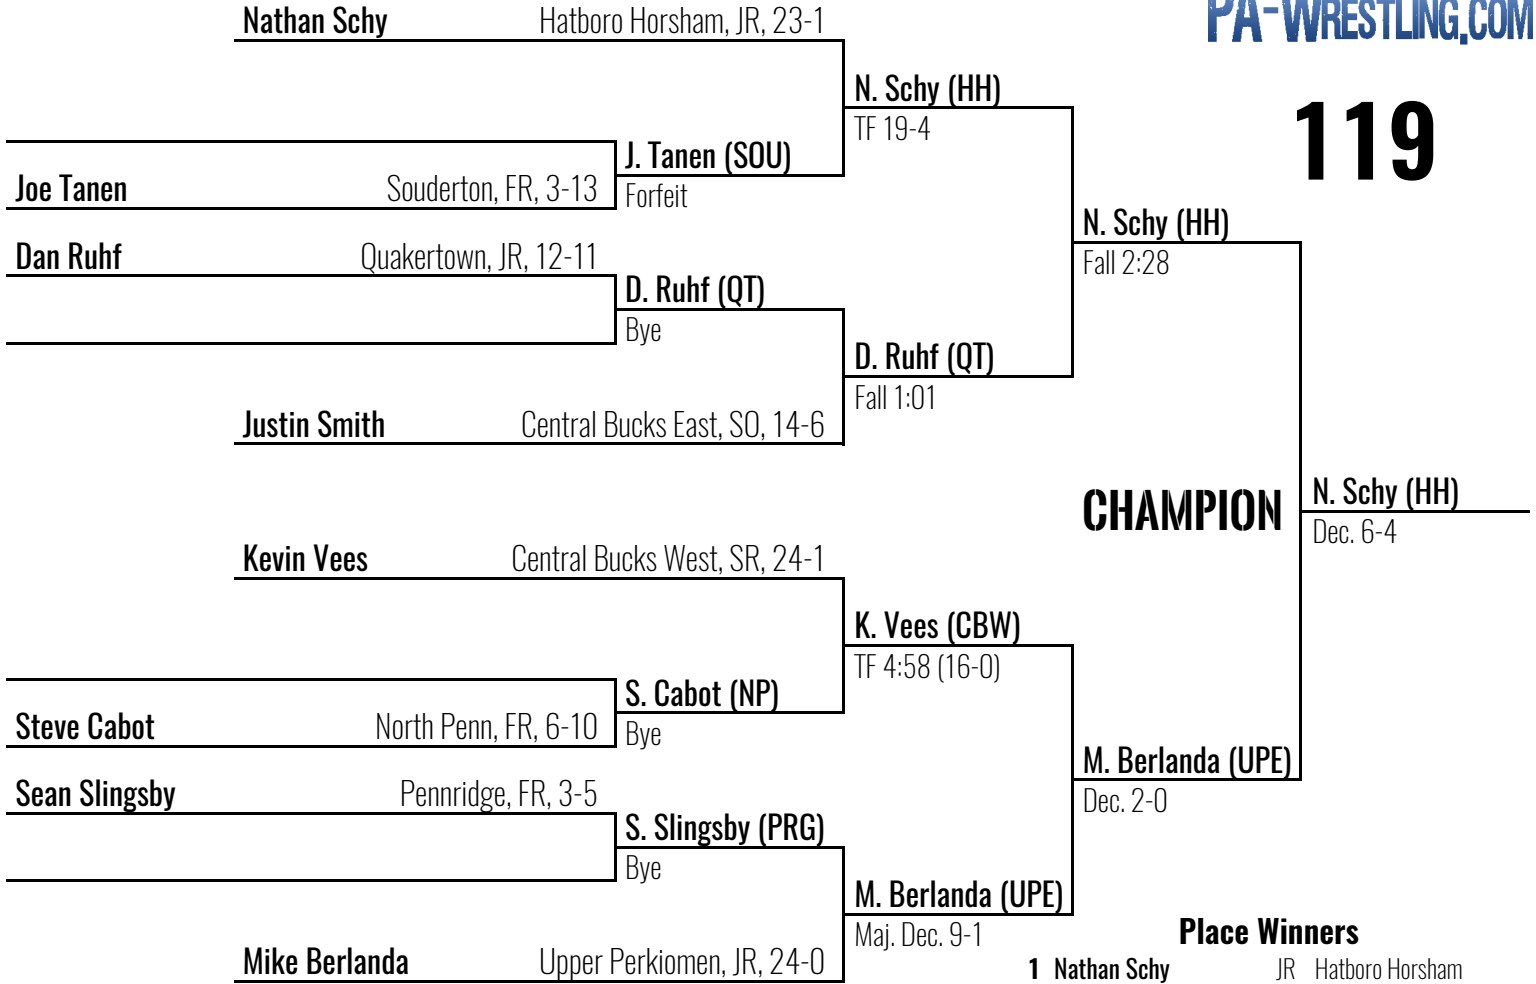 PA-WRESTLING.COM
119
Nathan Schy Hatboro Horsham, JR, 23-1
N. Schy (HH)
TF 19-4
J. Tanen (SOU)
Joe Tanen Souderton, FR, 3-13
Forfeit
N. Schy (HH)
Fall 2:28
Dan Ruhf Quakertown, JR, 12-11
D. Ruhf (QT)
Bye
D. Ruhf (QT)
Fall 1:01
Justin Smith Central Bucks East, SO, 14-6
CHAMPION
N. Schy (HH)
Dec. 6-4
Kevin Vees Central Bucks West, SR, 24-1
K. Vees (CBW)
TF 4:58 (16-0)
S. Cabot (NP)
Steve Cabot North Penn, FR, 6-10
Bye
M. Berlanda (UPE)
Dec. 2-0
Sean Slingsby Pennridge, FR, 3-5
S. Slingsby (PRG)
Bye
M. Berlanda (UPE)
Maj. Dec. 9-1
Mike Berlanda Upper Perkiomen, JR, 24-0
Place Winners
1 Nathan Schy JR Hatboro Horsham